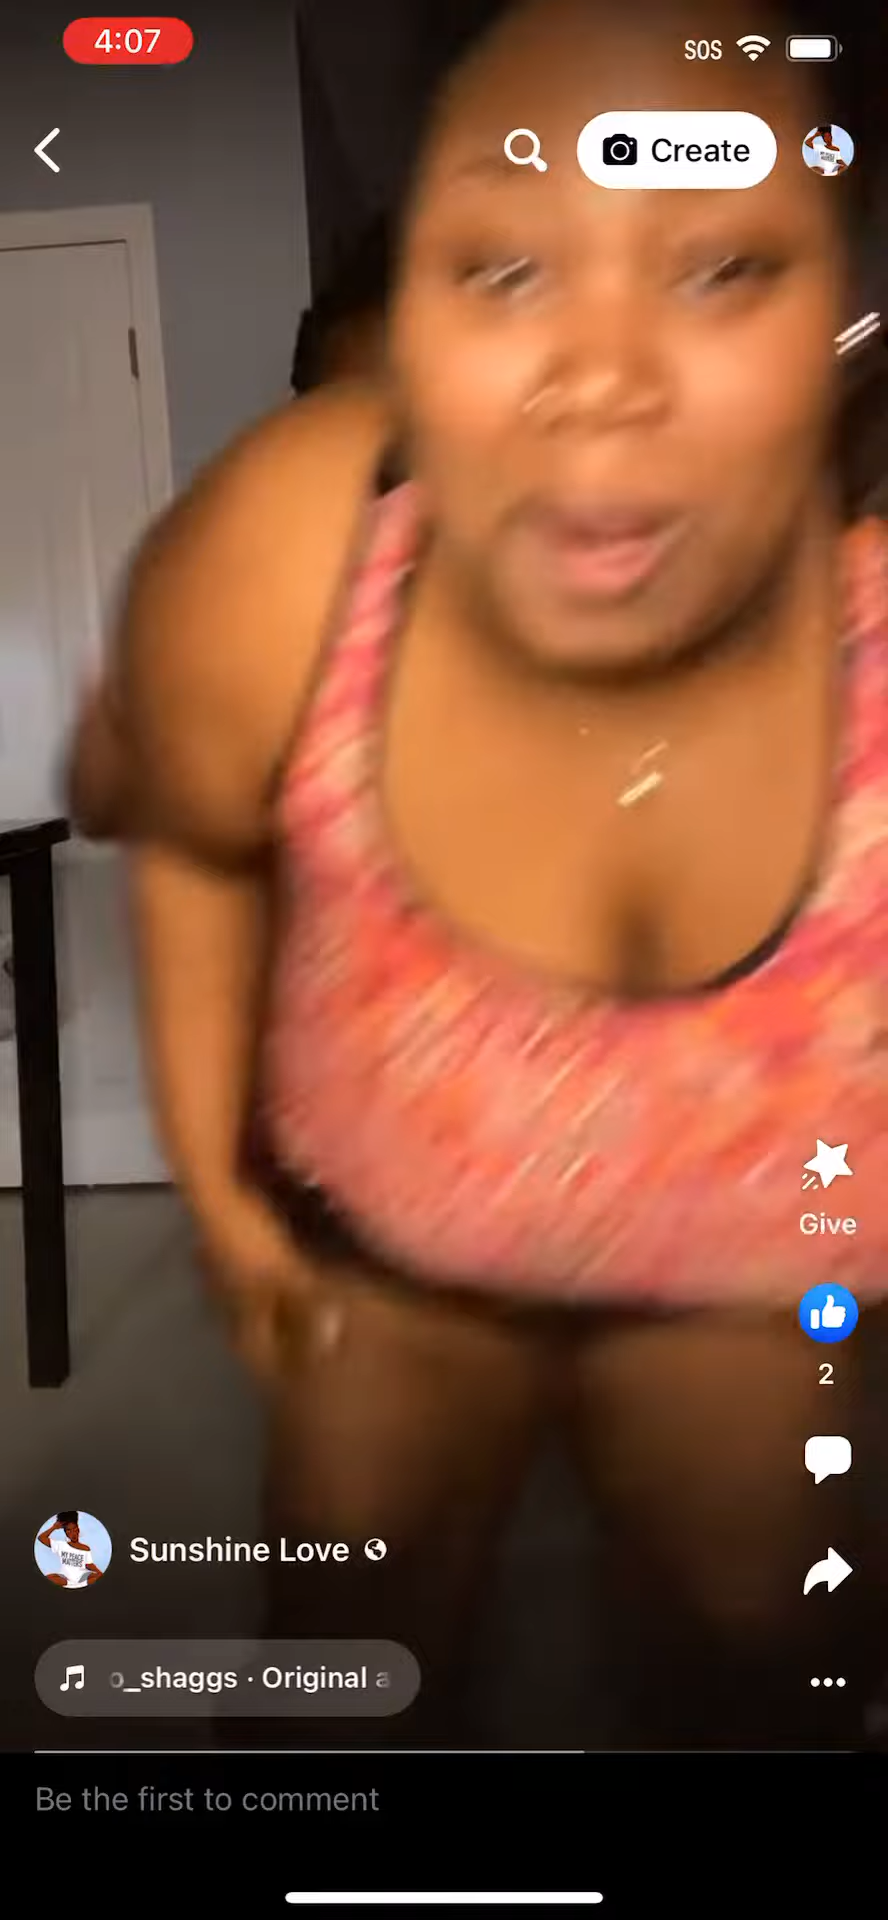 4:07
SOS
Create
Give
2
Sunshine Love
o_shaggs · Original a
Be the first to comment